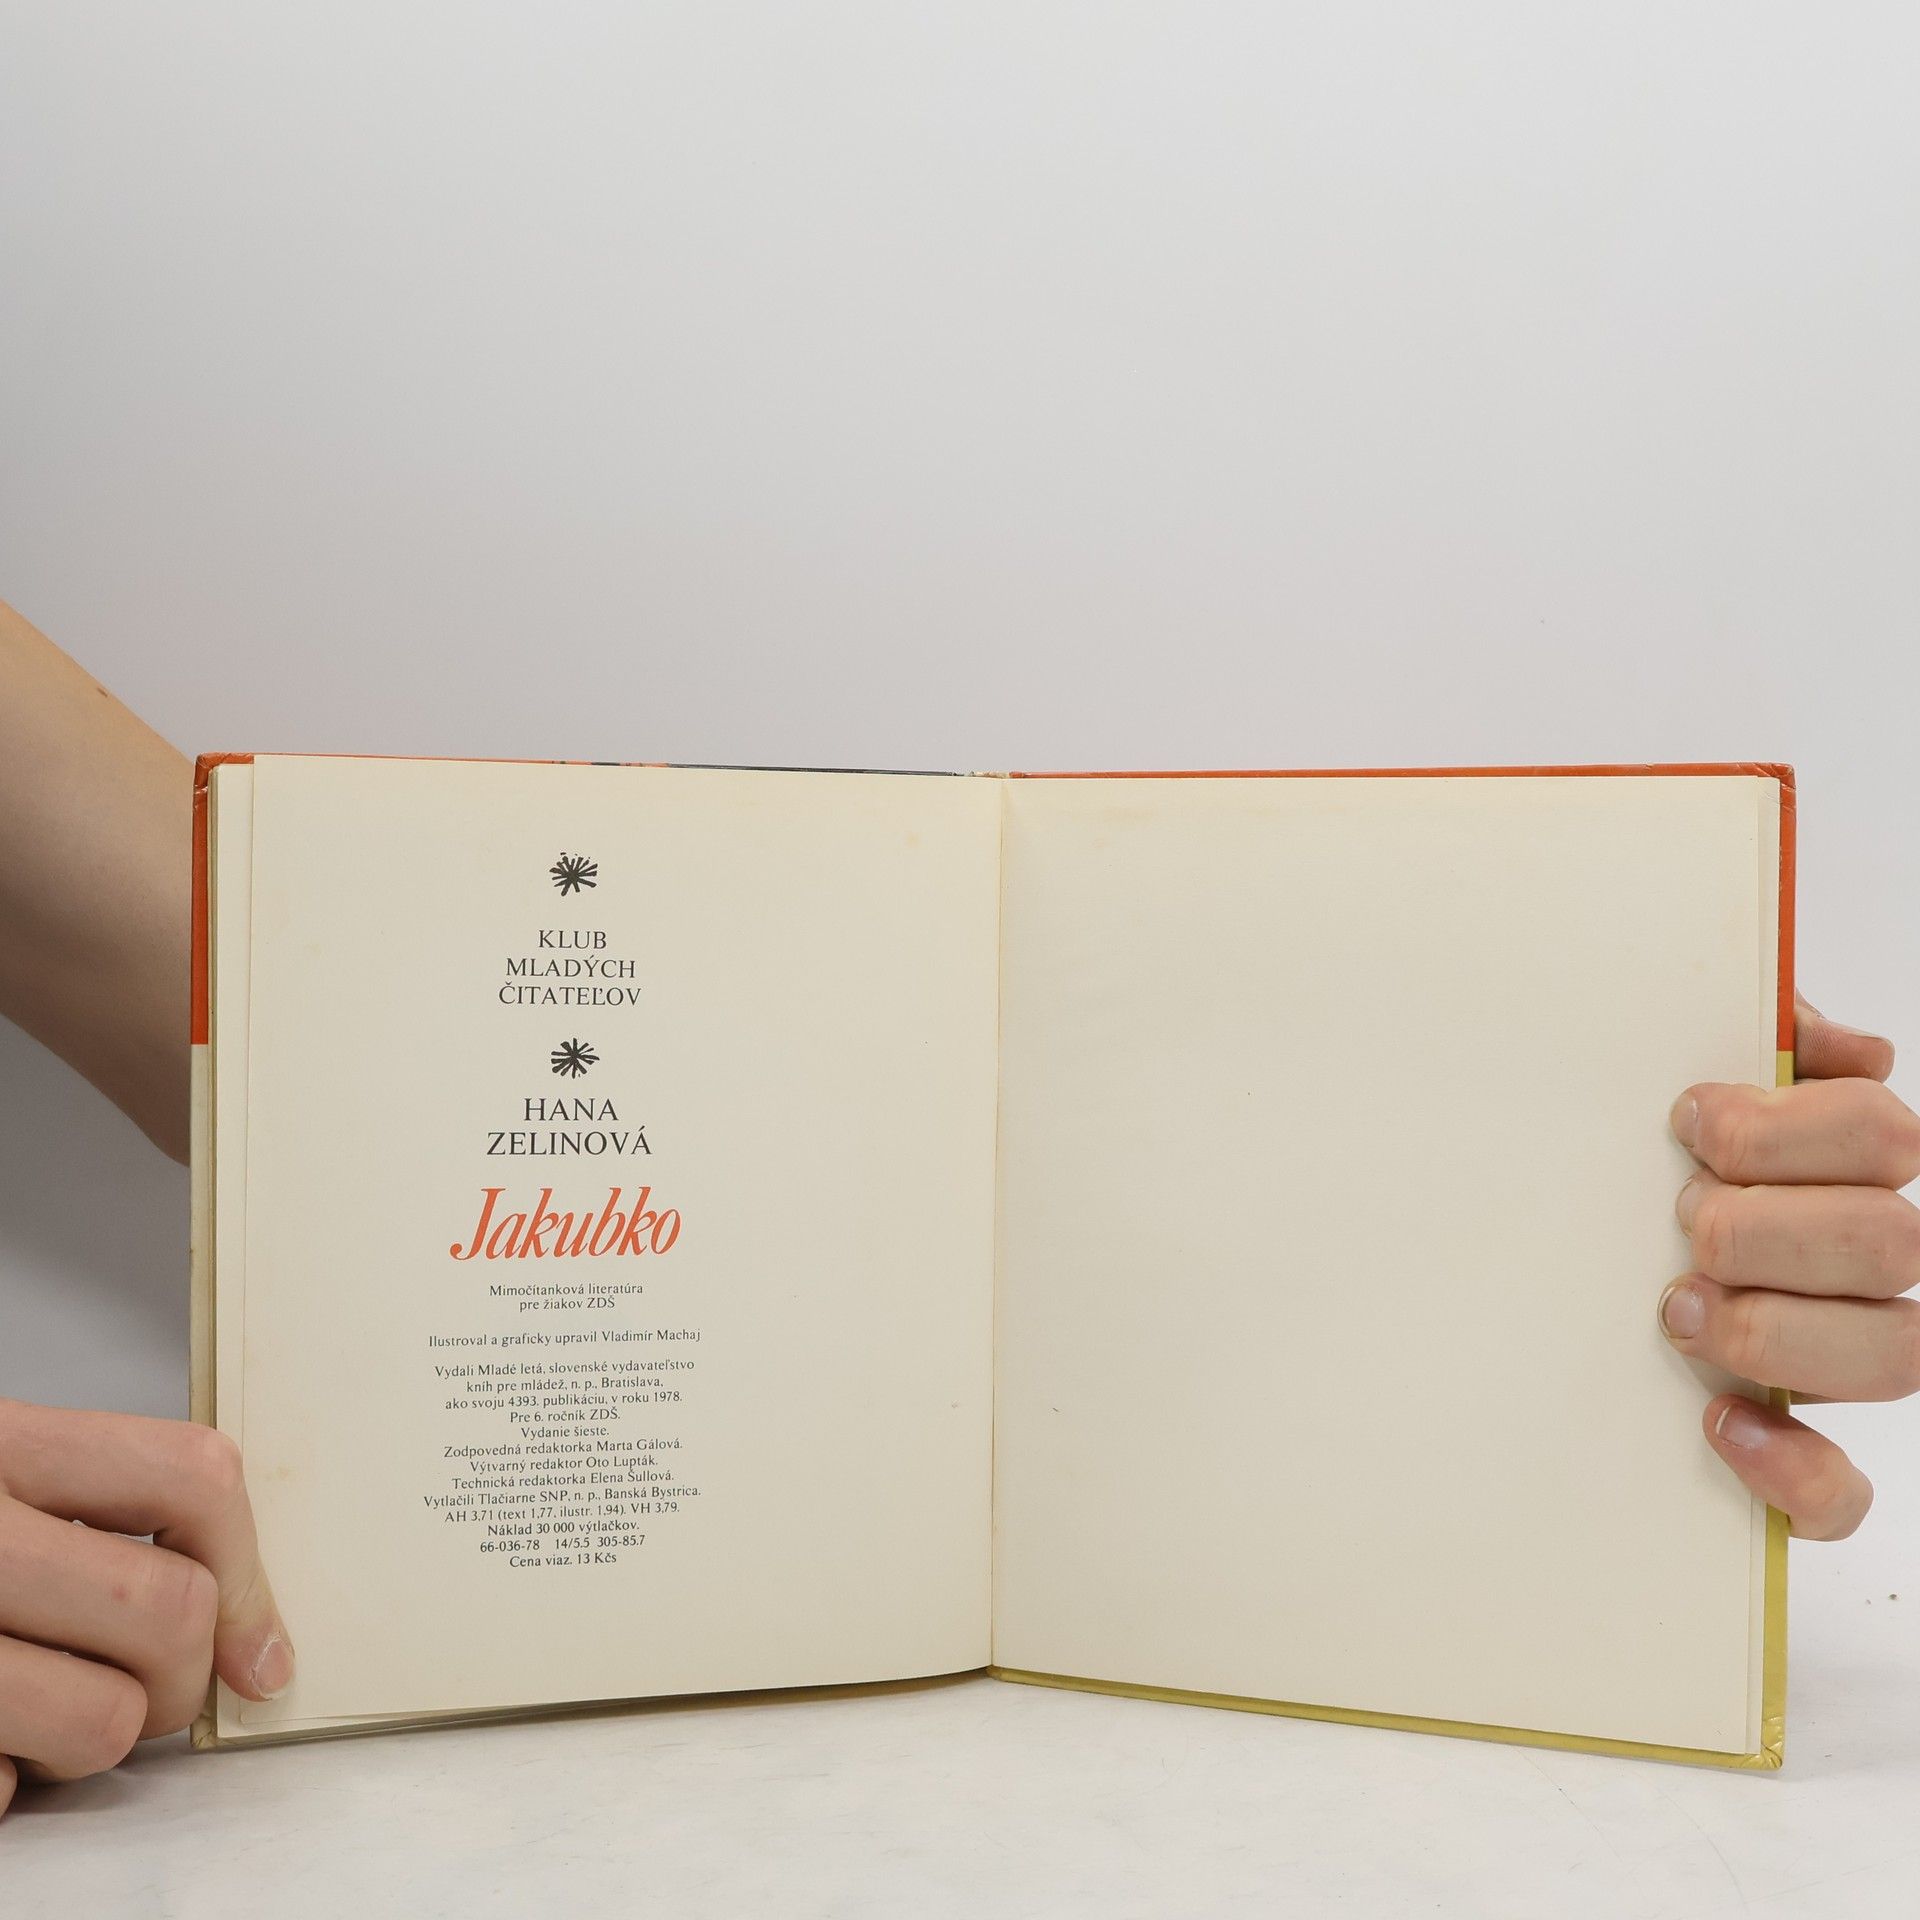 KLUB
MLADÝCH
ČITATEĽOV
HANA
ZELINOVÁ
Jakubko
Mimočítanková literatúra
pre žiakov ZDŠ
Ilustroval a graficky upravil Vladimír Machaj
Vydali Mladé letá, slovenské vydavateľstvo
kníh pre mládež, n. p., Bratislava,
ako svoju 4393. publikáciu, v roku 1978.
Pre 6. ročník ZDŠ.
Vydanie šieste.
Zodpovedná redaktorka Marta Gálová.
Výtvarný redaktor Oto Lupták.
Technická redaktorka Elena Šullová.
Vytlačili Tlačiarne SNP, n. p., Banská Bystrica.
AH 3,71 (text 1,77, ilustr. 1,94). VH 3,79.
Náklad 30 000 výtlačkov.
66-036-78 14/5.5 305-85.7
Cena viaz. 13 Kčs